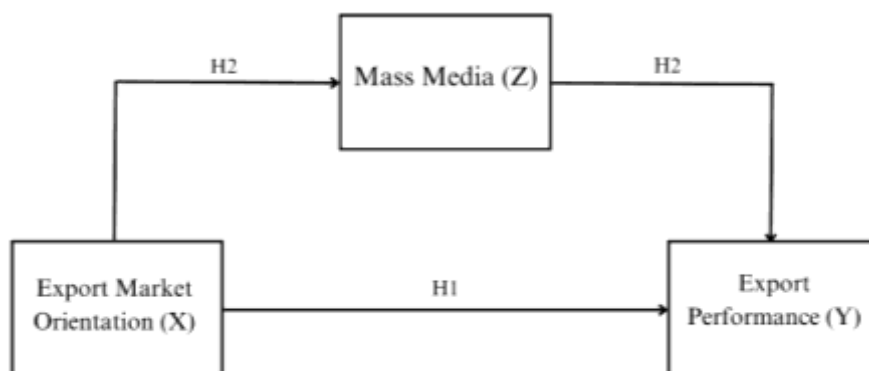 H2
Mass Media (Z)
H2
Export Market
Orientation (X)
H1
Export
Performance (Y)